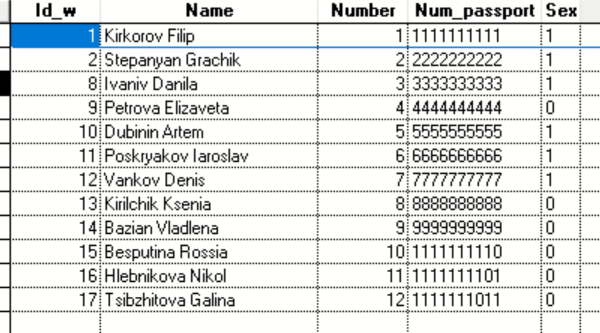 Id_w Name Number Num_passport Sex
1 Kirkorov Filip 1 1111111111 1
2 Stepanyan Grachik 2 2222222222 1
8 Ivaniv Danila 3 3333333333 1
9 Petrova Elizaveta 4 4444444444 0
10 Dubinin Artem 5 5555555555 1
11 Poskryakov Iaroslav 6 6666666666 1
12 Vankov Denis 7 7777777777 1
13 Kirilchik Ksenia 8 8888888888 0
14 Bazian Vladlena 9 9999999999 0
15 Besputina Rossia 10 1111111110 0
16 Hlebnikova Nikol 11 1111111101 0
17 Tsibzhitova Galina 12 1111111011 0